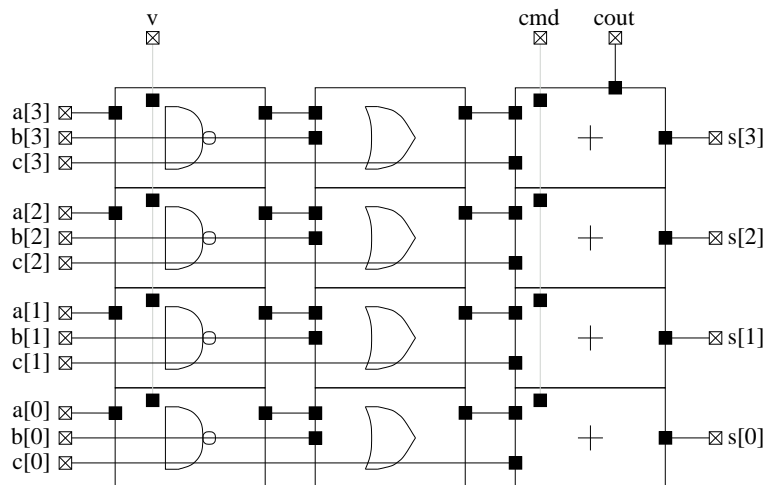 v cmd cout
a[3]
b[3] s[3]
c[3]
a[2]
b[2] s[2]
c[2]
a[1]
b[1] s[1]
c[1]
a[0]
b[0] s[0]
c[0]